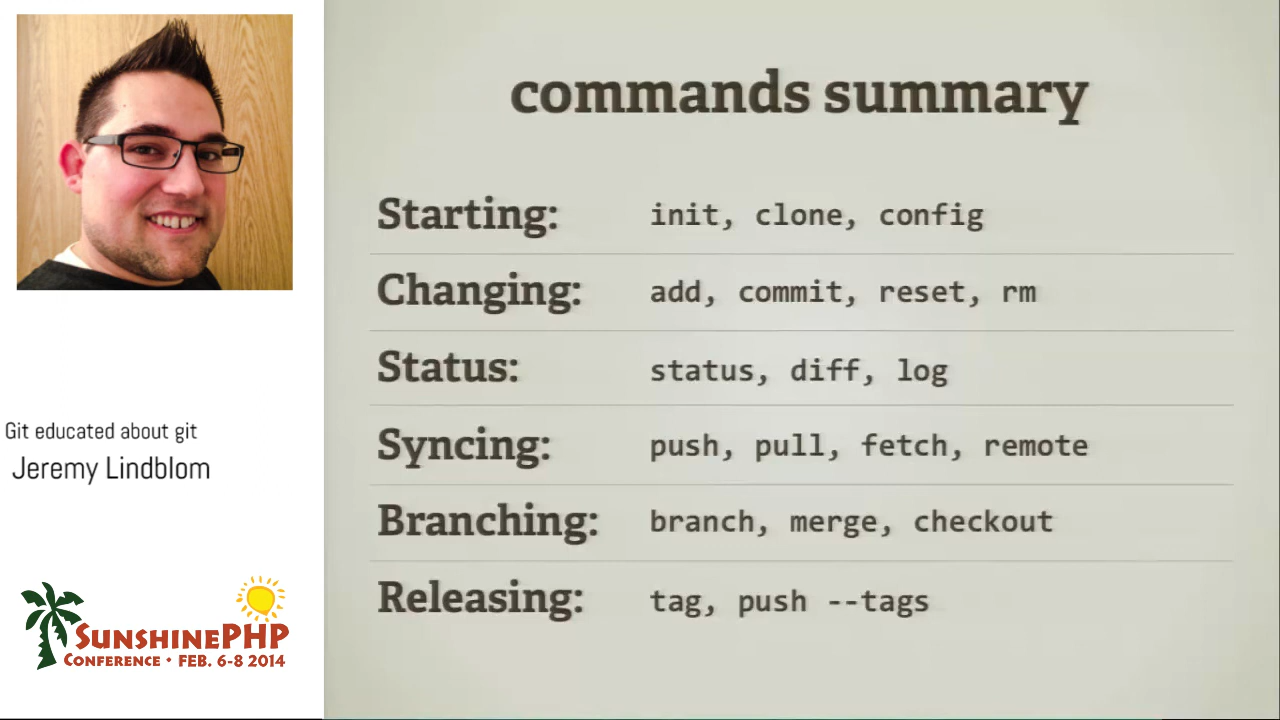 commands summary
Starting: init, clone, config
Changing: add, commit, reset, rm
Status: status, diff, log
Syncing: push, pull, fetch, remote
Branching: branch, merge, checkout
Releasing: tag, push --tags
Git educated about git
Jeremy Lindblom
SUNSHINEPHP
CONFERENCE • FEB. 6-8 2014